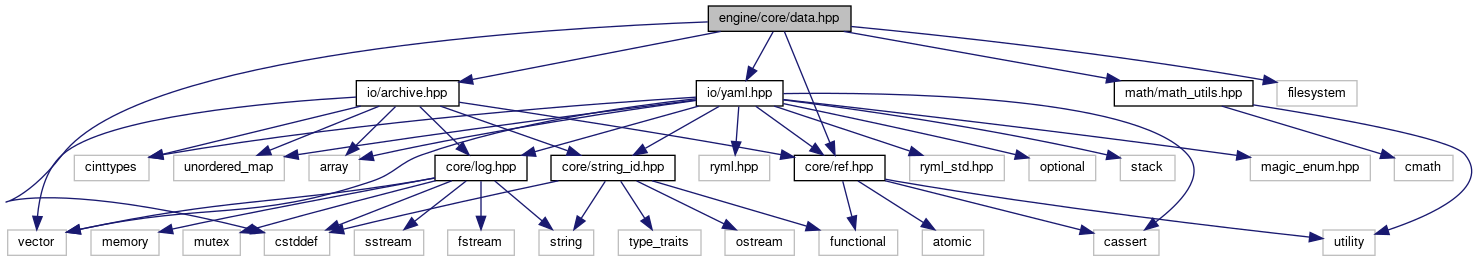 engine/core/data.hpp
io/archive.hpp
io/yaml.hpp
math/math_utils.hpp
filesystem
cinttypes
unordered_map
array
core/log.hpp
core/string_id.hpp
ryml.hpp
core/ref.hpp
ryml_std.hpp
optional
stack
magic_enum.hpp
cmath
vector
memory
mutex
cstddef
sstream
fstream
string
type_traits
ostream
functional
atomic
cassert
utility